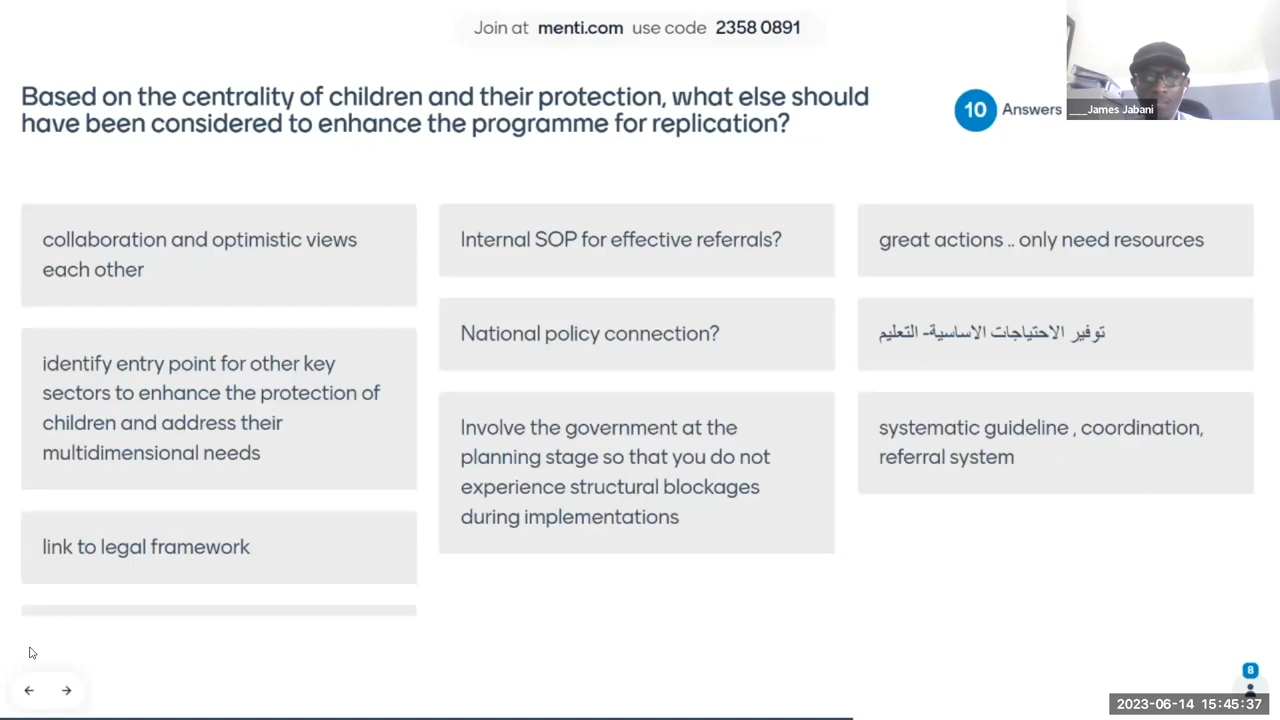 Join at menti.com use code 2358 0891
Based on the centrality of children and their protection, what else should
have been considered to enhance the programme for replication?
10 Answers
___James Jabani
collaboration and optimistic views
each other
identify entry point for other key
sectors to enhance the protection of
children and address their
multidimensional needs
link to legal framework
Internal SOP for effective referrals?
National policy connection?
Involve the government at the
planning stage so that you do not
experience structural blockages
during implementations
great actions .. only need resources
توفير الاحتياجات الاساسية- التعليم
systematic guideline , coordination,
referral system
8
2023-06-14 15:45:37